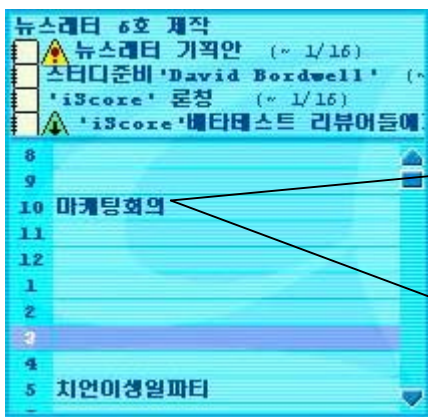 뉴스래터 6호 제작
뉴스래터 기획안 (~ 1/16)
스터디준비 'David Bordwell' (~
'iScore' 론칭 (~ 1/16)
'iScore'베타테스트 리뷰어들에
8
9
10 마케팅회의
11
12
1
2
3
4
5 치언이생일파티